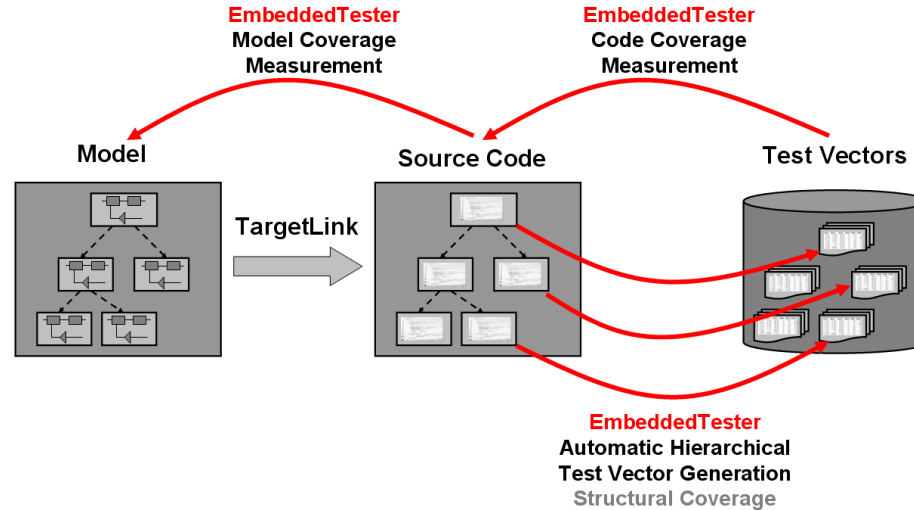 EmbeddedTester
Model Coverage
Measurement
EmbeddedTester
Code Coverage
Measurement
Model
Source Code
Test Vectors
TargetLink
EmbeddedTester
Automatic Hierarchical
Test Vector Generation
Structural Coverage